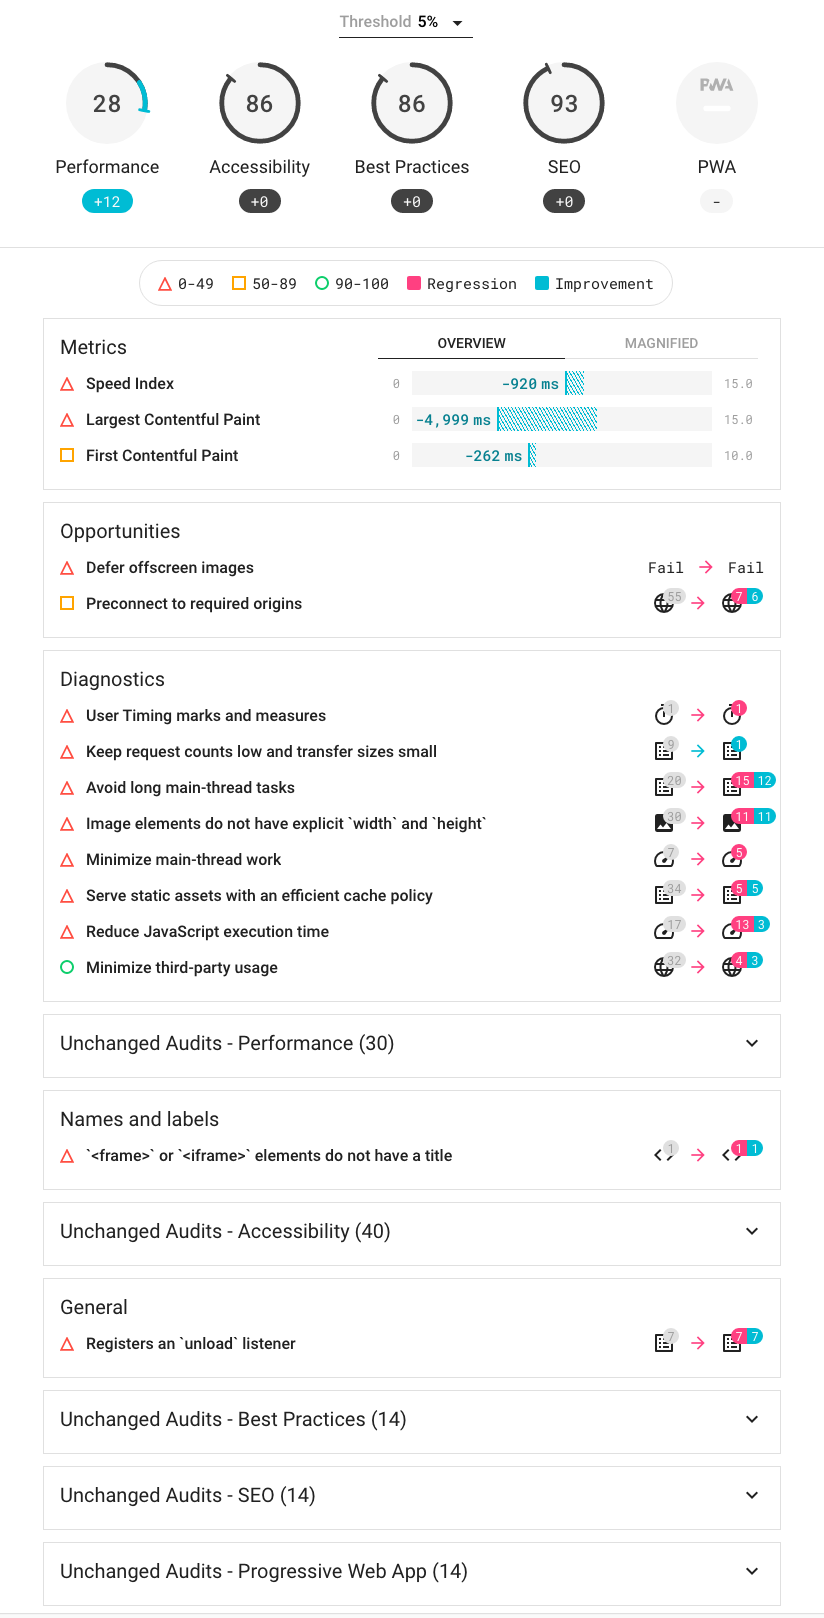 Threshold 5%
28 86 86 93 PWA
Performance Accessibility Best Practices SEO PWA
+12 +0 +0 +0 -
0-49 50-89 90-100 Regression Improvement
Metrics OVERVIEW MAGNIFIED
Speed Index 0 -920 ms 15.0
Largest Contentful Paint 0 -4,999 ms 15.0
First Contentful Paint 0 -262 ms 10.0
Opportunities
Defer offscreen images Fail → Fail
Preconnect to required origins 55 → 7 6
Diagnostics
User Timing marks and measures 1 → 1
Keep request counts low and transfer sizes small 9 → 1
Avoid long main-thread tasks 20 → 15 12
Image elements do not have explicit `width` and `height` 30 → 11 11
Minimize main-thread work 7 → 5
Serve static assets with an efficient cache policy 34 → 5 5
Reduce JavaScript execution time 17 → 13 3
Minimize third-party usage 32 → 4 3
Unchanged Audits - Performance (30)
Names and labels
`<frame>` or `<iframe>` elements do not have a title 1 → 1 1
Unchanged Audits - Accessibility (40)
General
Registers an `unload` listener 7 → 7 7
Unchanged Audits - Best Practices (14)
Unchanged Audits - SEO (14)
Unchanged Audits - Progressive Web App (14)